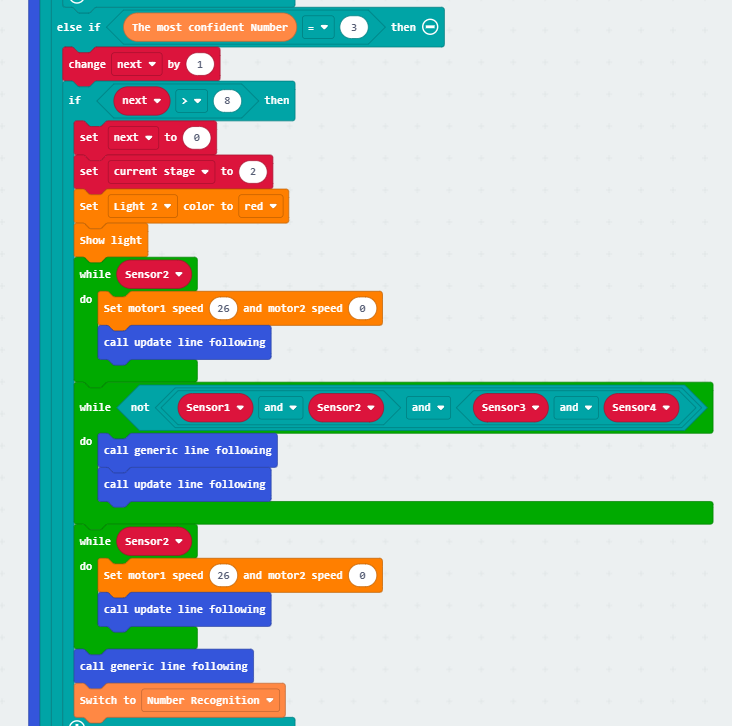 else if The most confident Number = 3 then
change next by 1
if next > 8 then
set next to 0
set current stage to 2
Set Light 2 color to red
Show light
while Sensor2
do
Set motor1 speed 26 and motor2 speed 0
call update line following
while not Sensor1 and Sensor2 and Sensor3 and Sensor4
do
call generic line following
call update line following
while Sensor2
do
Set motor1 speed 26 and motor2 speed 0
call update line following
call generic line following
Switch to Number Recognition